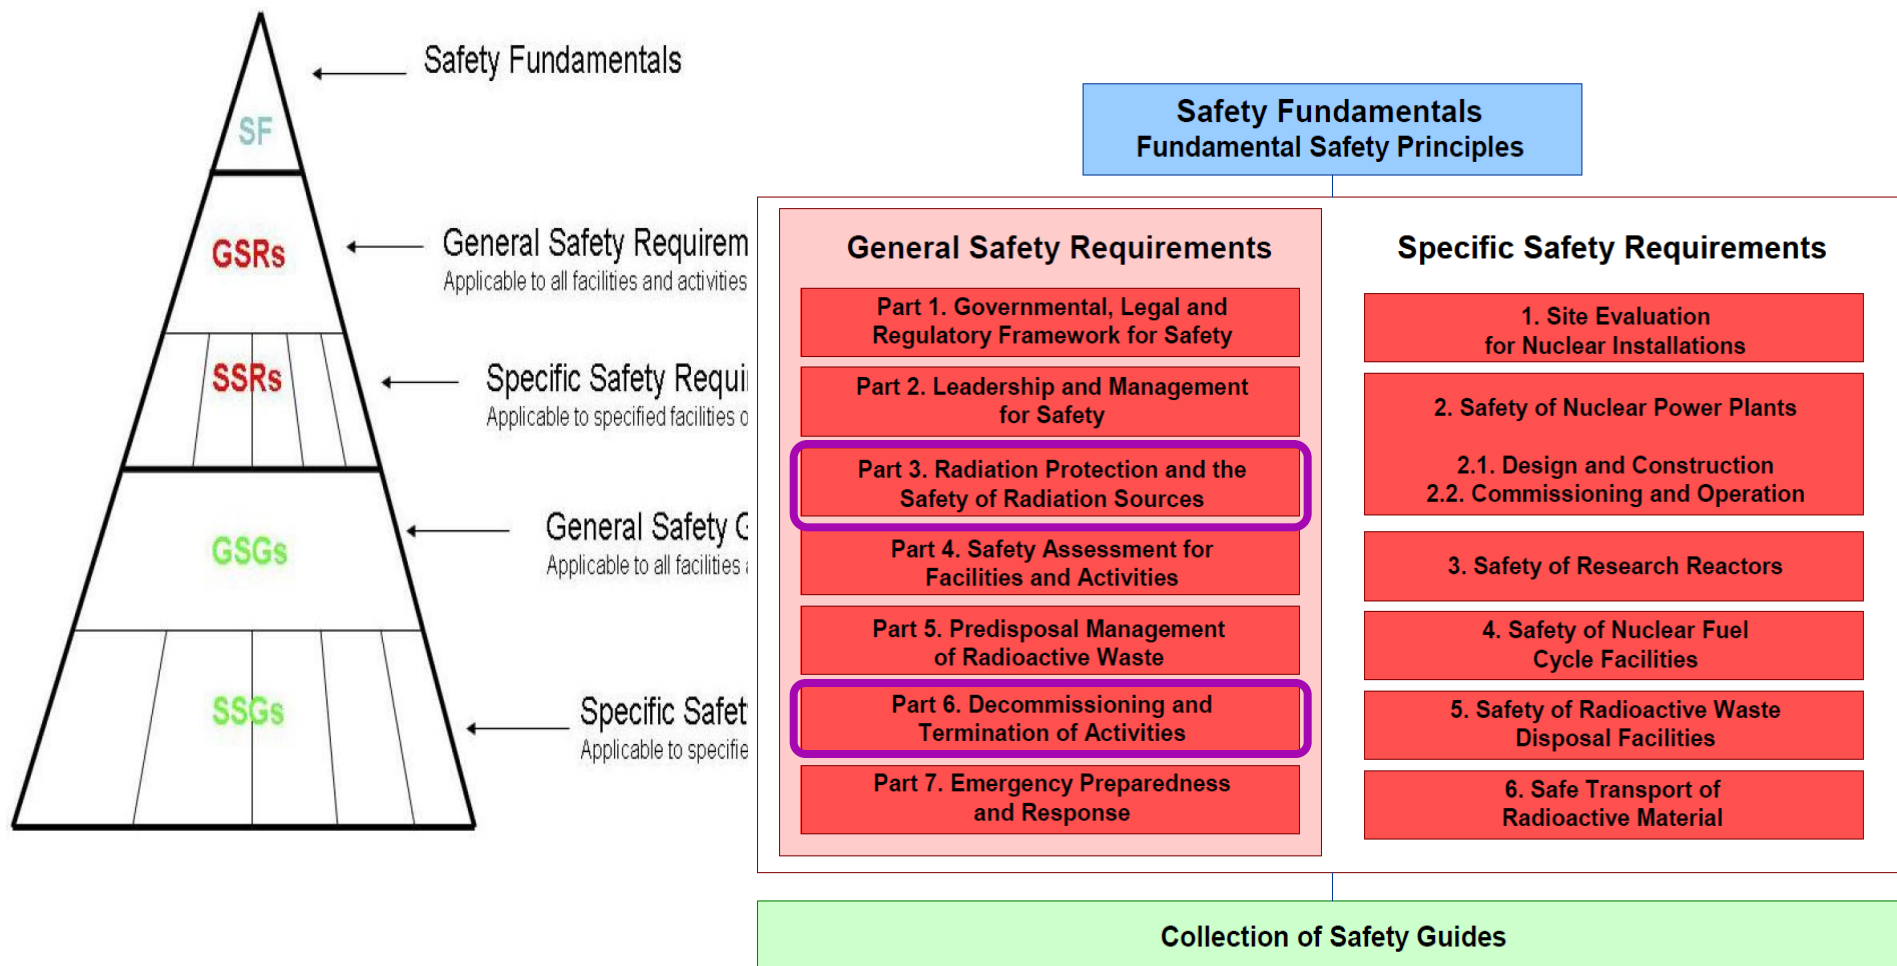 Safety Fundamentals
SF
GSRs
General Safety Requirem
Applicable to all facilities and activities
SSRs
Specific Safety Requi
Applicable to specified facilities o
GSGs
General Safety G
Applicable to all facilities a
SSGs
Specific Safet
Applicable to specifie
Safety Fundamentals
Fundamental Safety Principles
General Safety Requirements
Part 1. Governmental, Legal and
Regulatory Framework for Safety
Part 2. Leadership and Management
for Safety
Part 3. Radiation Protection and the
Safety of Radiation Sources
Part 4. Safety Assessment for
Facilities and Activities
Part 5. Predisposal Management
of Radioactive Waste
Part 6. Decommissioning and
Termination of Activities
Part 7. Emergency Preparedness
and Response
Specific Safety Requirements
1. Site Evaluation
for Nuclear Installations
2. Safety of Nuclear Power Plants
2.1. Design and Construction
2.2. Commissioning and Operation
3. Safety of Research Reactors
4. Safety of Nuclear Fuel
Cycle Facilities
5. Safety of Radioactive Waste
Disposal Facilities
6. Safe Transport of
Radioactive Material
Collection of Safety Guides